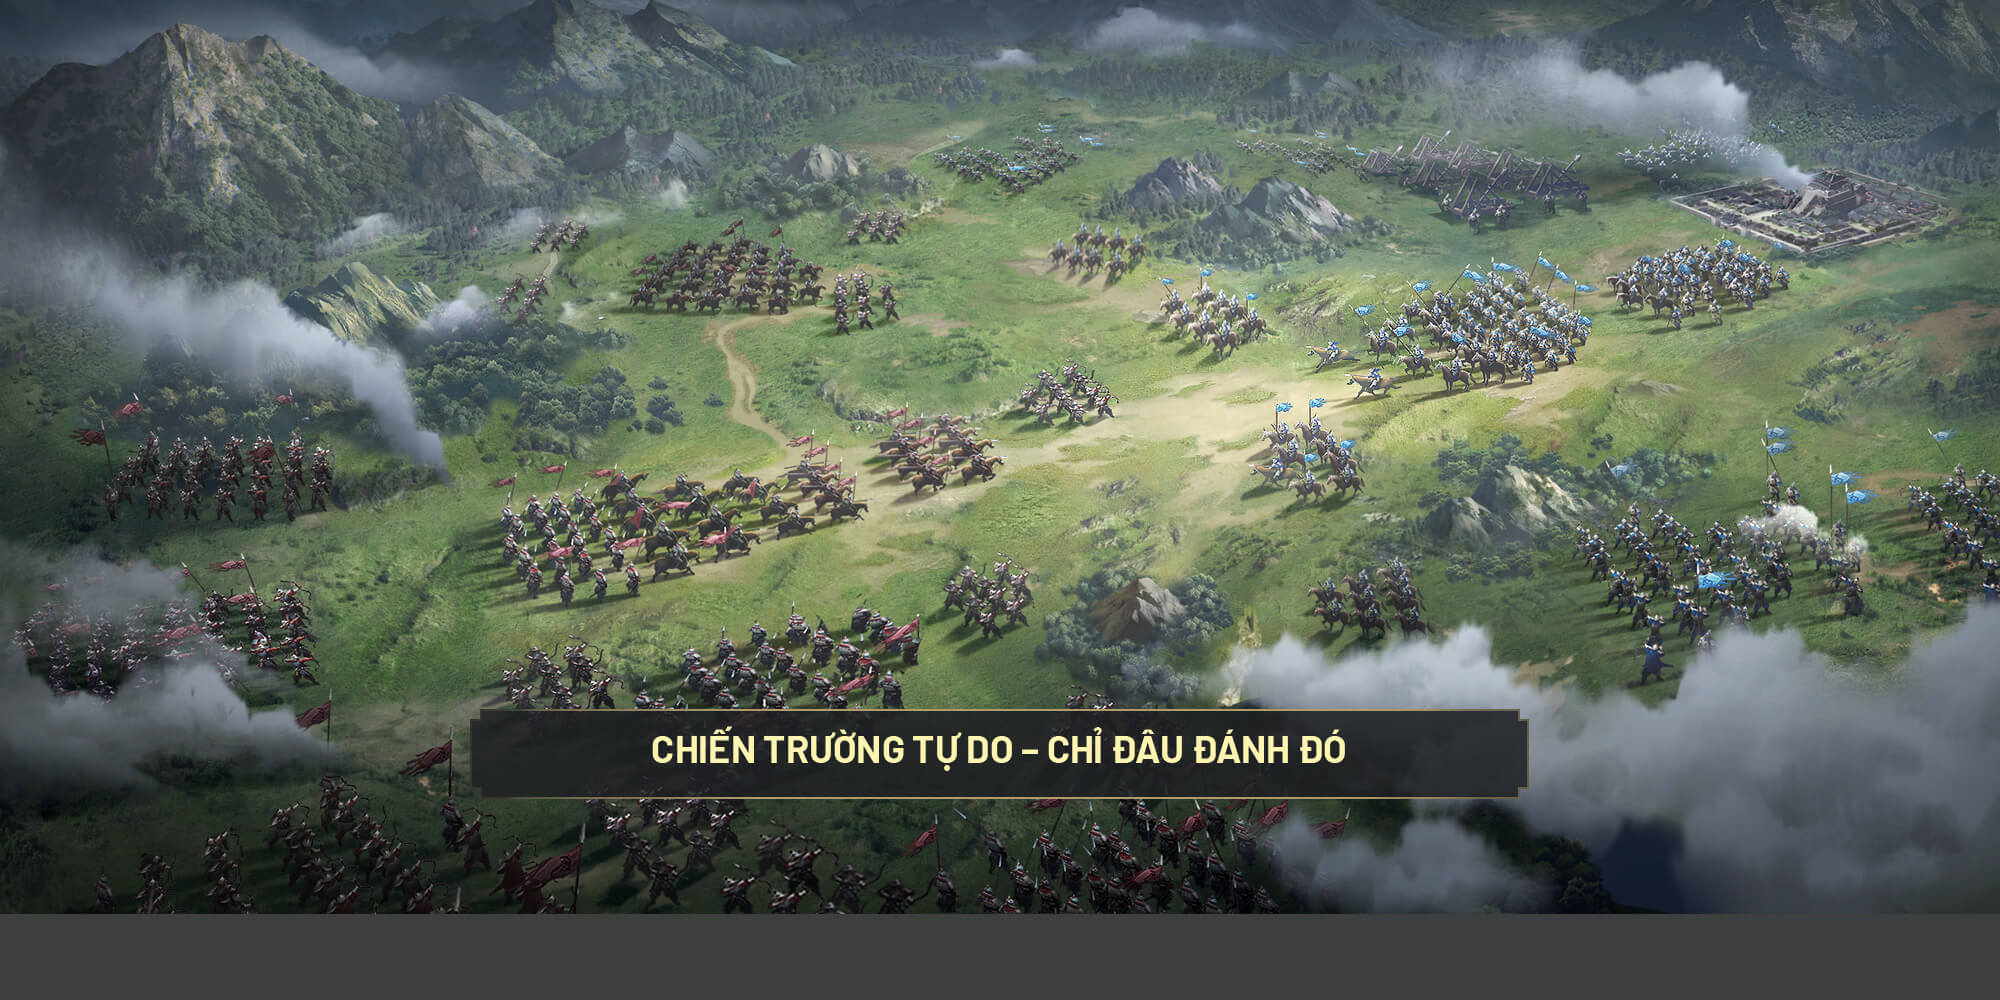 CHIẾN TRƯỜNG TỰ DO – CHỈ ĐÂU ĐÁNH ĐÓ